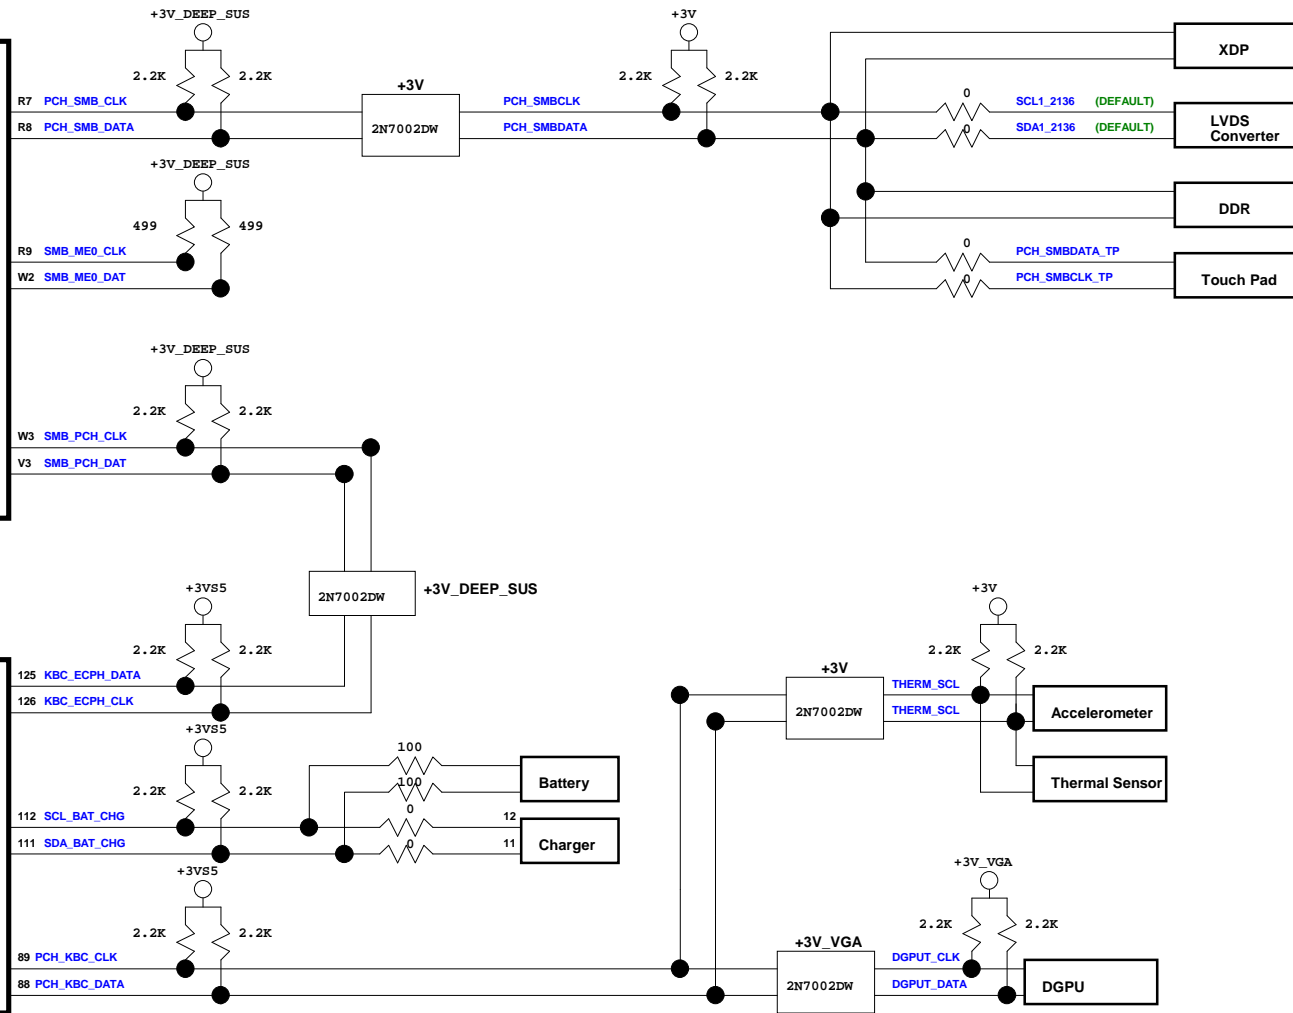 +3V_DEEP_SUS
+3V
2.2K
2.2K
2.2K
2.2K
XDP
+3V
R7 PCH_SMB_CLK
PCH_SMBCLK
0
SCL1_2136 (DEFAULT)
R8 PCH_SMB_DATA
2N7002DW
PCH_SMBDATA
0
SDA1_2136 (DEFAULT)
LVDS
Converter
+3V_DEEP_SUS
499
499
DDR
R9 SMB_ME0_CLK
0
PCH_SMBDATA_TP
W2 SMB_ME0_DAT
0
PCH_SMBCLK_TP
Touch Pad
+3V_DEEP_SUS
2.2K
2.2K
W3 SMB_PCH_CLK
V3 SMB_PCH_DAT
2N7002DW
+3V_DEEP_SUS
+3VS5
2.2K
2.2K
125 KBC_ECPH_DATA
126 KBC_ECPH_CLK
+3V
2.2K
2.2K
+3V
2N7002DW
THERM_SCL
THERM_SCL
Accelerometer
Thermal Sensor
+3VS5
2.2K
2.2K
100
100
Battery
112 SCL_BAT_CHG
0
12
111 SDA_BAT_CHG
0
11
Charger
+3VS5
2.2K
2.2K
+3V_VGA
2.2K
2.2K
+3V_VGA
89 PCH_KBC_CLK
DGPUT_CLK
88 PCH_KBC_DATA
2N7002DW
DGPUT_DATA
DGPU